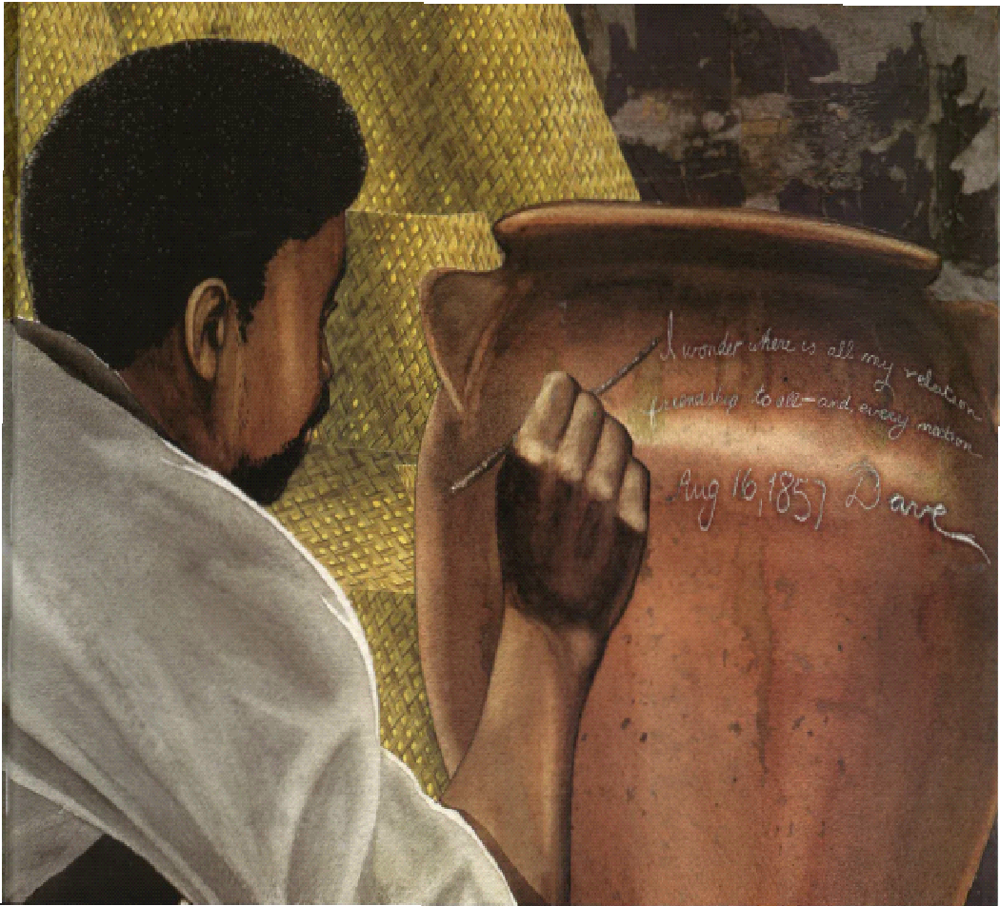 I wonder where is all my relation
friendship to all—and, every nation
Aug 16, 1857 Dave